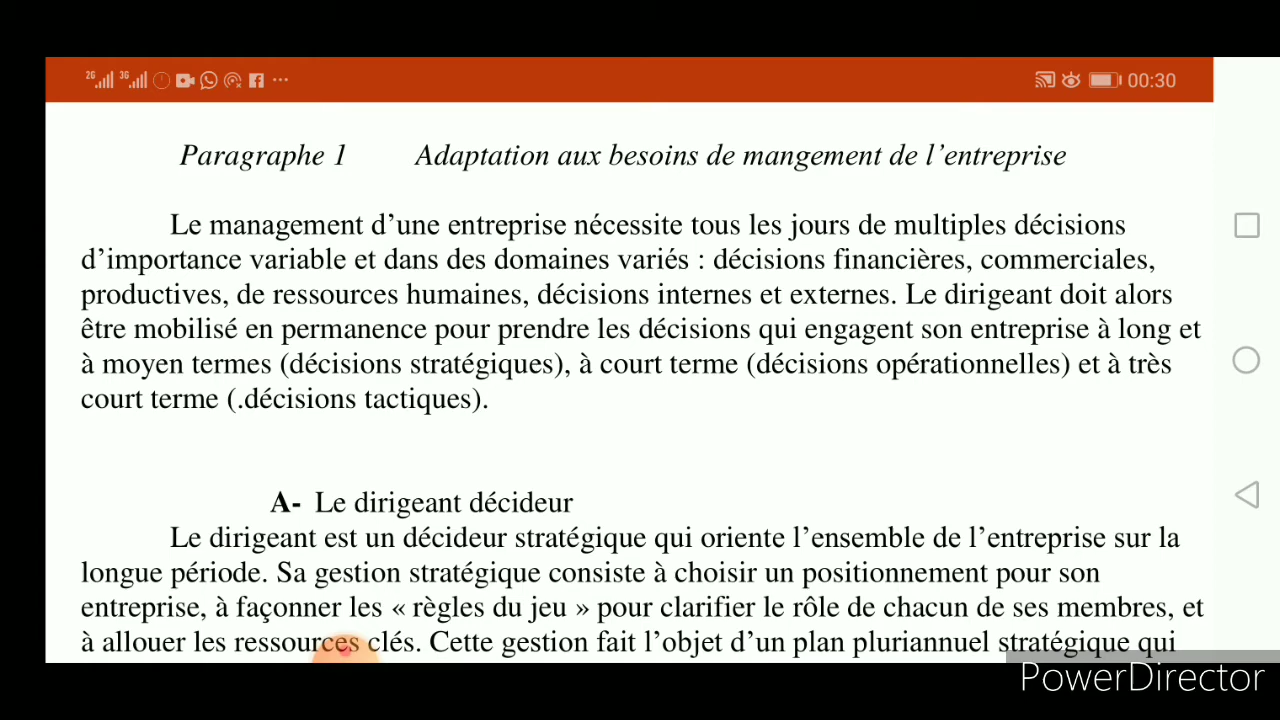 2G 3G 00:30
Paragraphe 1 Adaptation aux besoins de mangement de l’entreprise
Le management d’une entreprise nécessite tous les jours de multiples décisions
d’importance variable et dans des domaines variés : décisions financières, commerciales,
productives, de ressources humaines, décisions internes et externes. Le dirigeant doit alors
être mobilisé en permanence pour prendre les décisions qui engagent son entreprise à long et
à moyen termes (décisions stratégiques), à court terme (décisions opérationnelles) et à très
court terme (.décisions tactiques).
A- Le dirigeant décideur
Le dirigeant est un décideur stratégique qui oriente l’ensemble de l’entreprise sur la
longue période. Sa gestion stratégique consiste à choisir un positionnement pour son
entreprise, à façonner les « règles du jeu » pour clarifier le rôle de chacun de ses membres, et
à allouer les ressources clés. Cette gestion fait l’objet d’un plan pluriannuel stratégique qui
PowerDirector